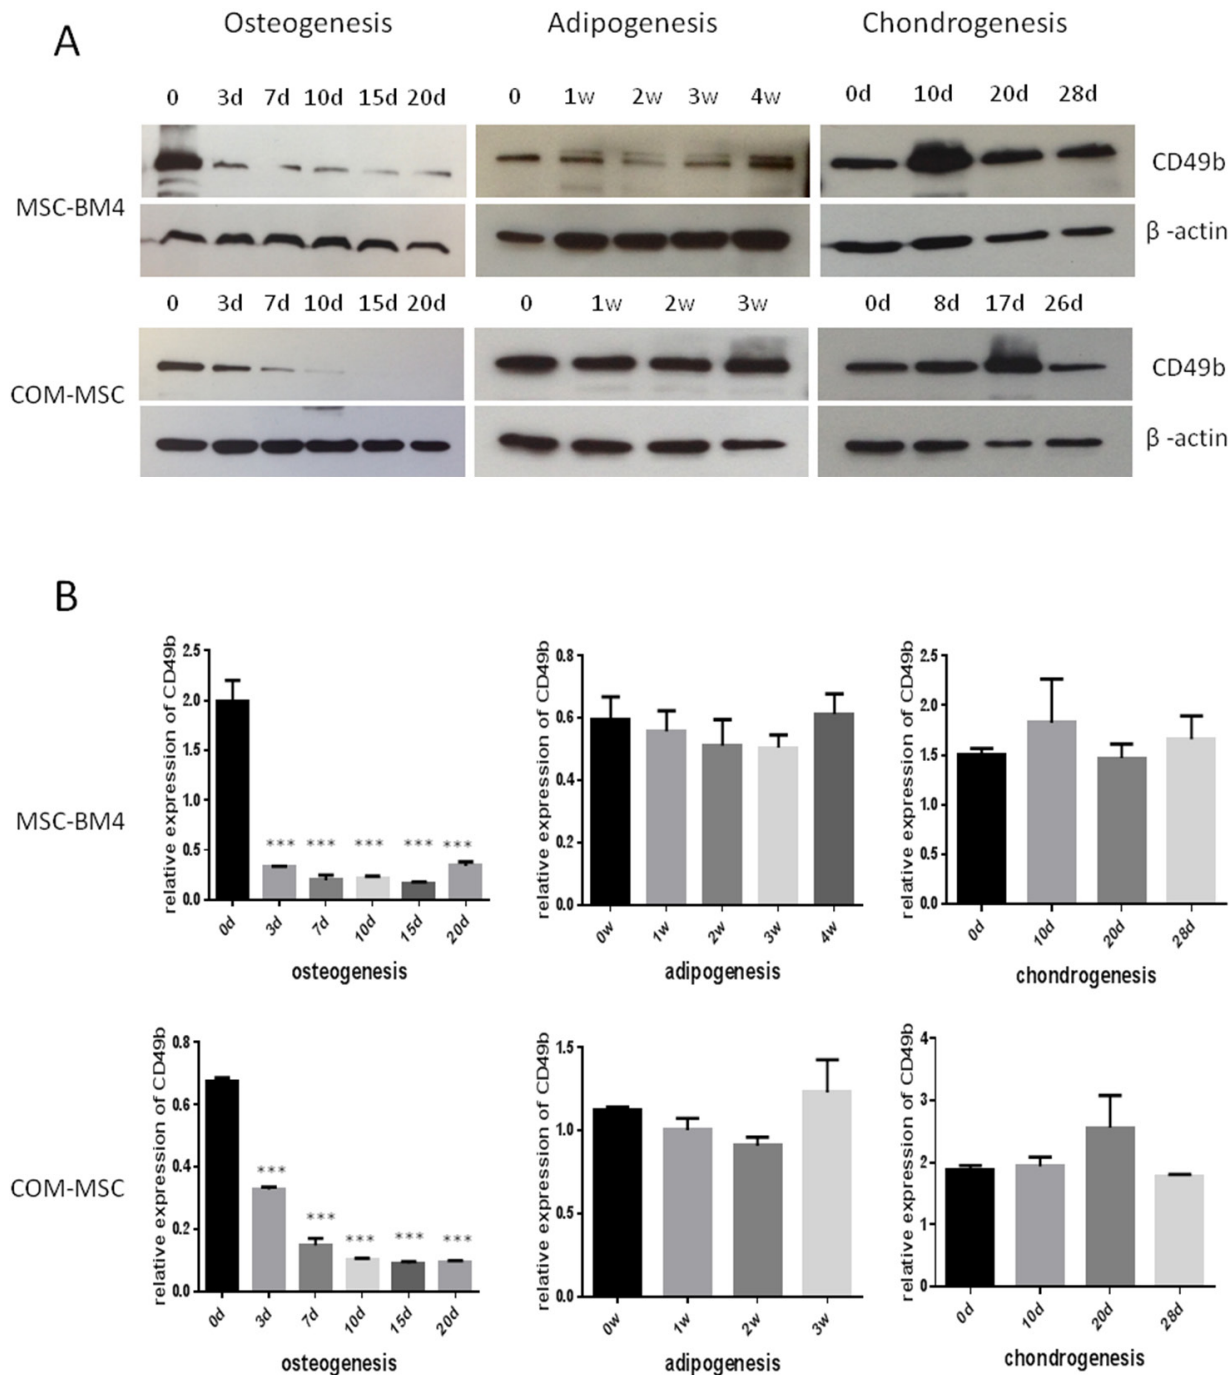 A
Osteogenesis Adipogenesis Chondrogenesis
0 3d 7d 10d 15d 20d 0 1w 2w 3w 4w 0d 10d 20d 28d
MSC-BM4
CD49b
β -actin
0 3d 7d 10d 15d 20d 0 1w 2w 3w 0d 8d 17d 26d
COM-MSC
CD49b
β -actin
B
MSC-BM4
relative expression of CD49b
2.5
2.0
1.5
1.0
0.5
0.0
*** *** *** *** ***
0d 3d 7d 10d 15d 20d
osteogenesis
relative expression of CD49b
0.8
0.6
0.4
0.2
0.0
0w 1w 2w 3w 4w
adipogenesis
relative expression of CD49b
2.5
2.0
1.5
1.0
0.5
0.0
0d 10d 20d 28d
chondrogenesis
COM-MSC
relative expression of CD49b
0.8
0.6
0.4
0.2
0.0
*** *** *** *** ***
0d 3d 7d 10d 15d 20d
osteogenesis
relative expression of CD49b
1.5
1.0
0.5
0.0
0w 1w 2w 3w
adipogenesis
relative expression of CD49b
4
3
2
1
0
0d 10d 20d 28d
chondrogenesis